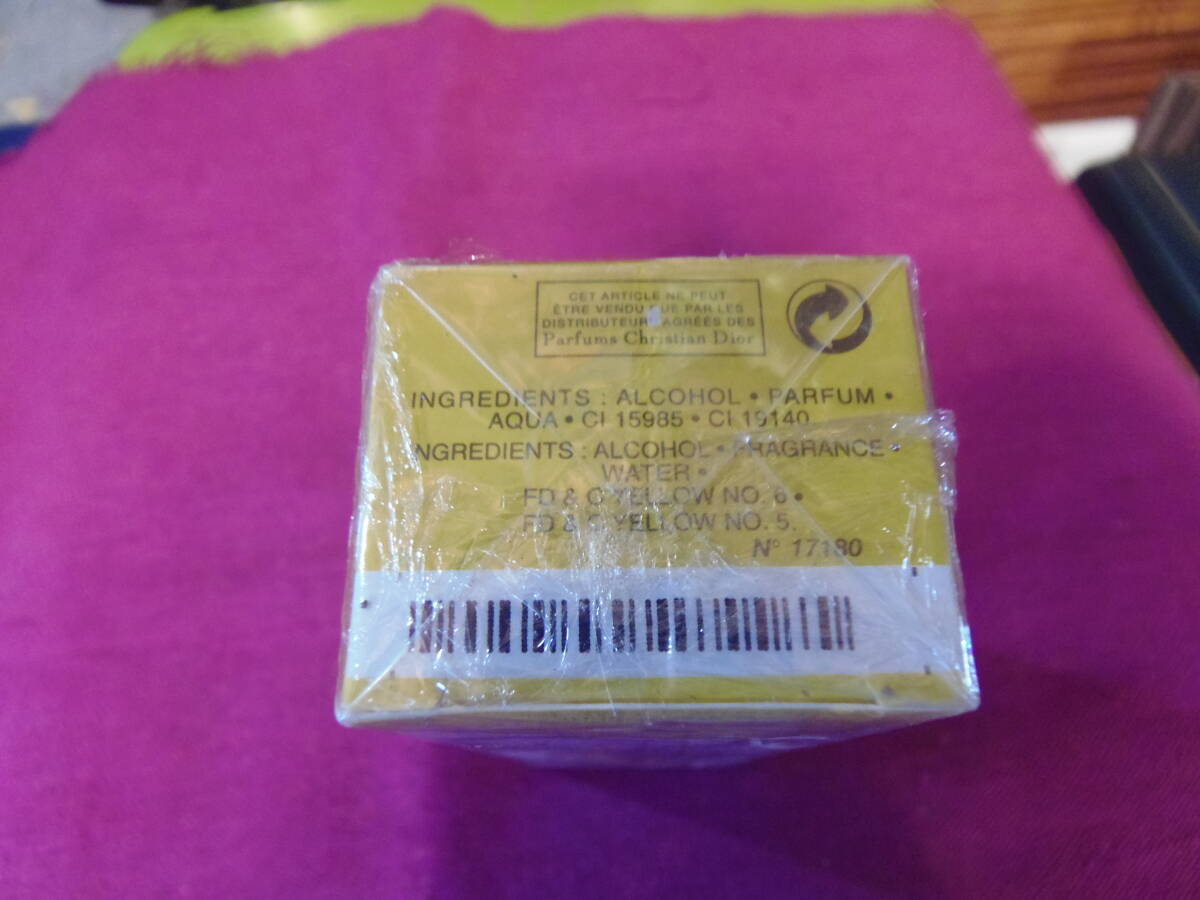 CET ARTICLE NE PEUT
ÊTRE VENDU QUE PAR LES
DISTRIBUTEURS AGRÉÉS DES
Parfums Christian Dior
INGREDIENTS : ALCOHOL • PARFUM •
AQUA • CI 15985 • CI 19140
INGREDIENTS : ALCOHOL • FRAGRANCE •
WATER •
FD & C YELLOW NO. 6 •
FD & C YELLOW NO. 5.
N° 17180